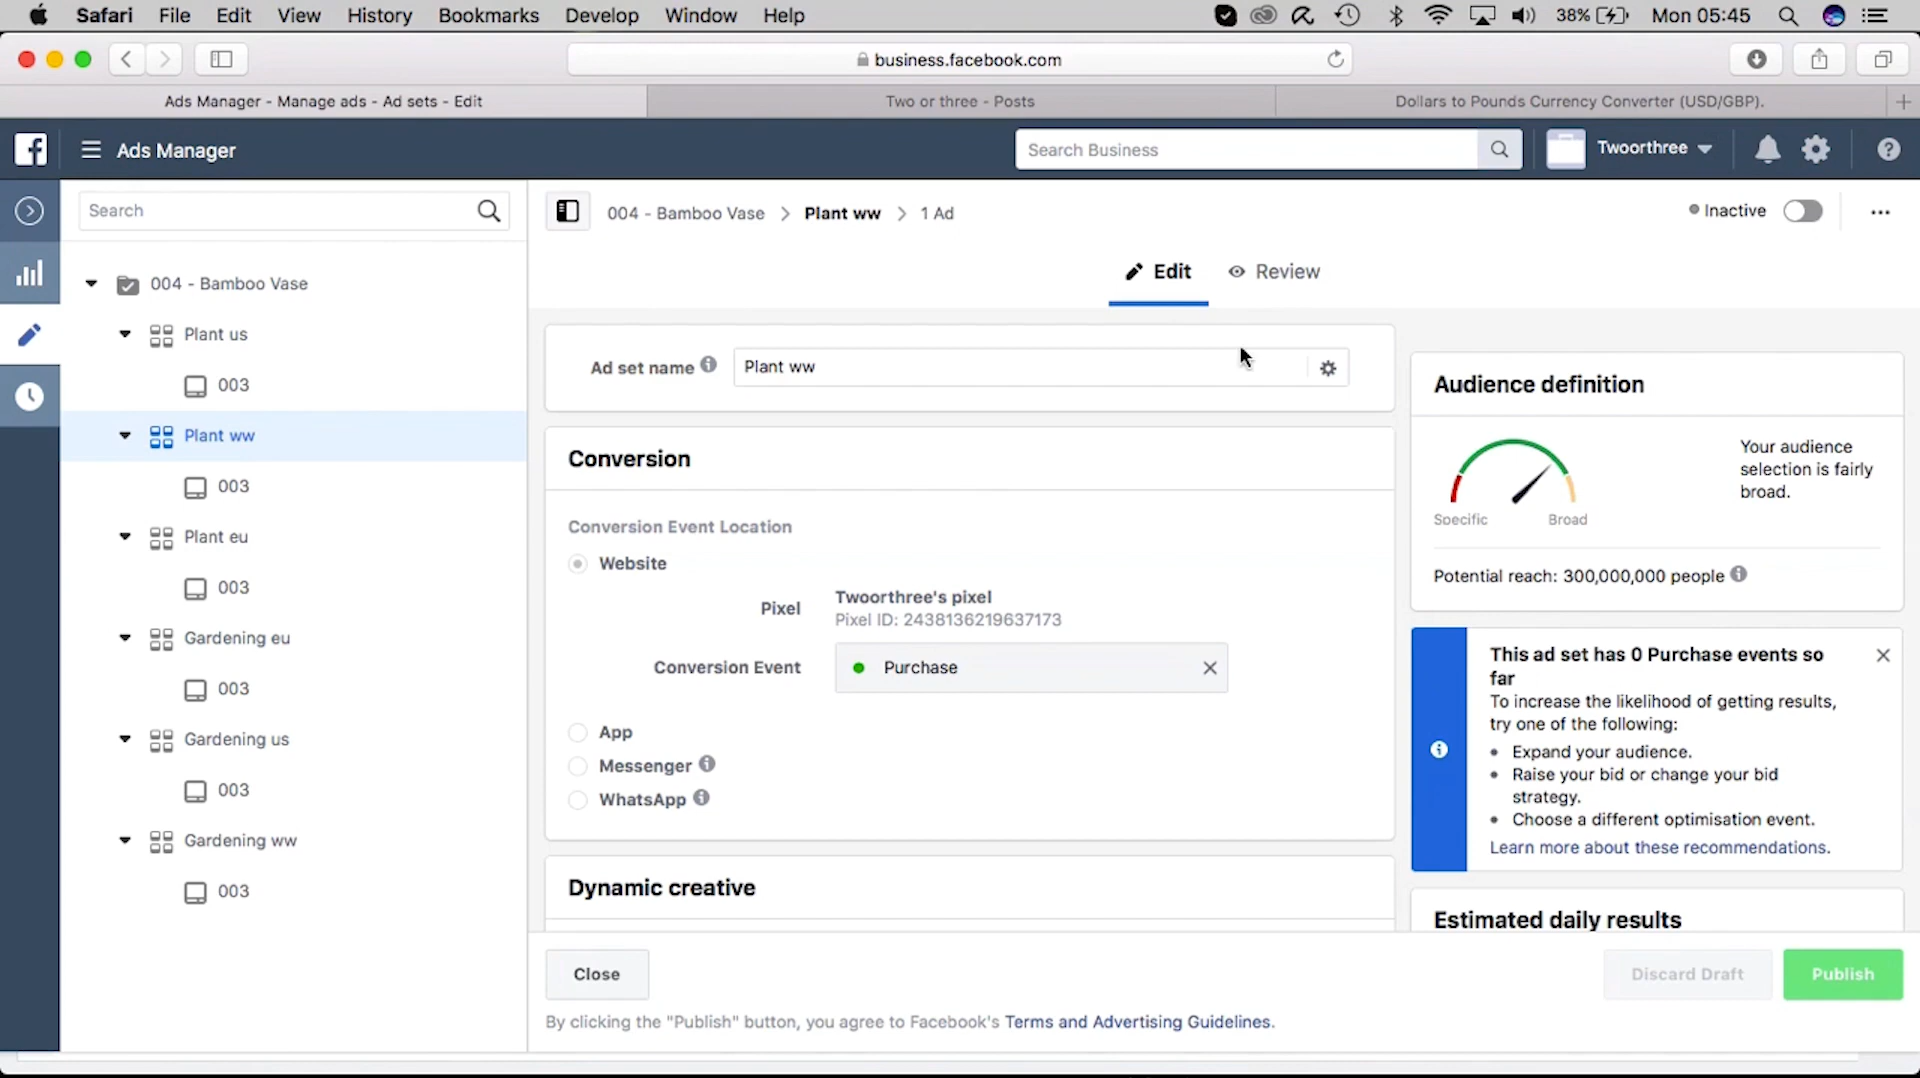 Safari File Edit View History Bookmarks Develop Window Help 38% Mon 05:45
business.facebook.com
Ads Manager - Manage ads - Ad sets - Edit
Two or three - Posts
Dollars to Pounds Currency Converter (USD/GBP).
Ads Manager
Search Business
Twoorthree
Search
004 - Bamboo Vase
Plant us
003
Plant ww
003
Plant eu
003
Gardening eu
003
Gardening us
003
Gardening ww
003
004 - Bamboo Vase > Plant ww > 1 Ad
Inactive
Edit
Review
Ad set name
Plant ww
Conversion
Conversion Event Location
Website
Pixel
Twoorthree's pixel
Pixel ID: 2438136219637173
Conversion Event
Purchase
App
Messenger
WhatsApp
Dynamic creative
Audience definition
Your audience
selection is fairly
broad.
Specific
Broad
Potential reach: 300,000,000 people
This ad set has 0 Purchase events so
far
To increase the likelihood of getting results,
try one of the following:
• Expand your audience.
• Raise your bid or change your bid
strategy.
• Choose a different optimisation event.
Learn more about these recommendations.
Estimated daily results
Close
Discard Draft
Publish
By clicking the "Publish" button, you agree to Facebook's Terms and Advertising Guidelines.